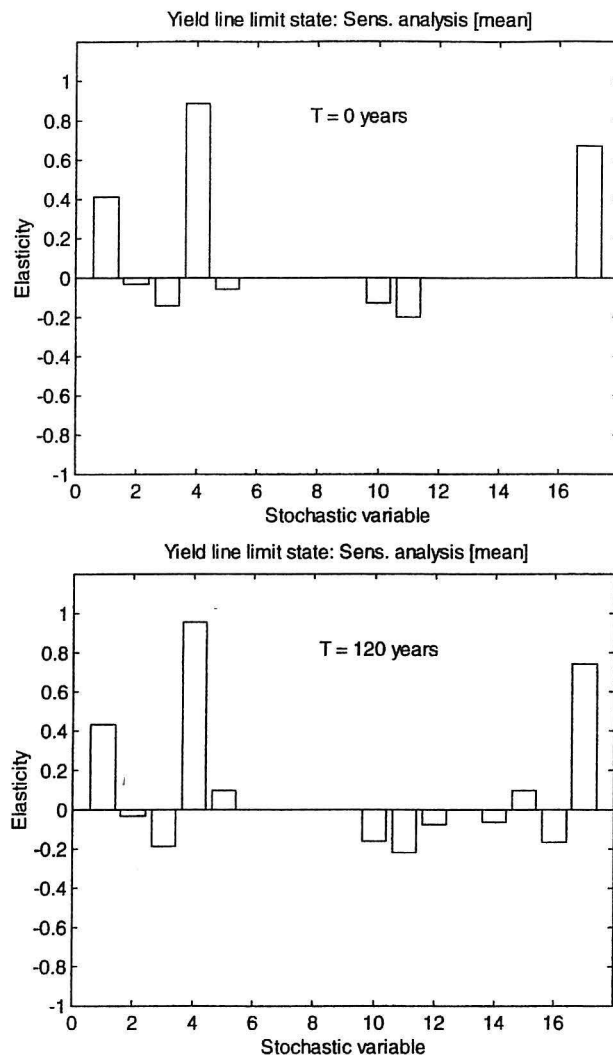 Yield line limit state: Sens. analysis [mean]
1
0.8
0.6
0.4
0.2
0
-0.2
-0.4
-0.6
-0.8
-1
Elasticity
T = 0 years
0 2 4 6 8 10 12 14 16
Stochastic variable
Yield line limit state: Sens. analysis [mean]
1
0.8
0.6
0.4
0.2
0
-0.2
-0.4
-0.6
-0.8
-1
Elasticity
T = 120 years
0 2 4 6 8 10 12 14 16
Stochastic variable